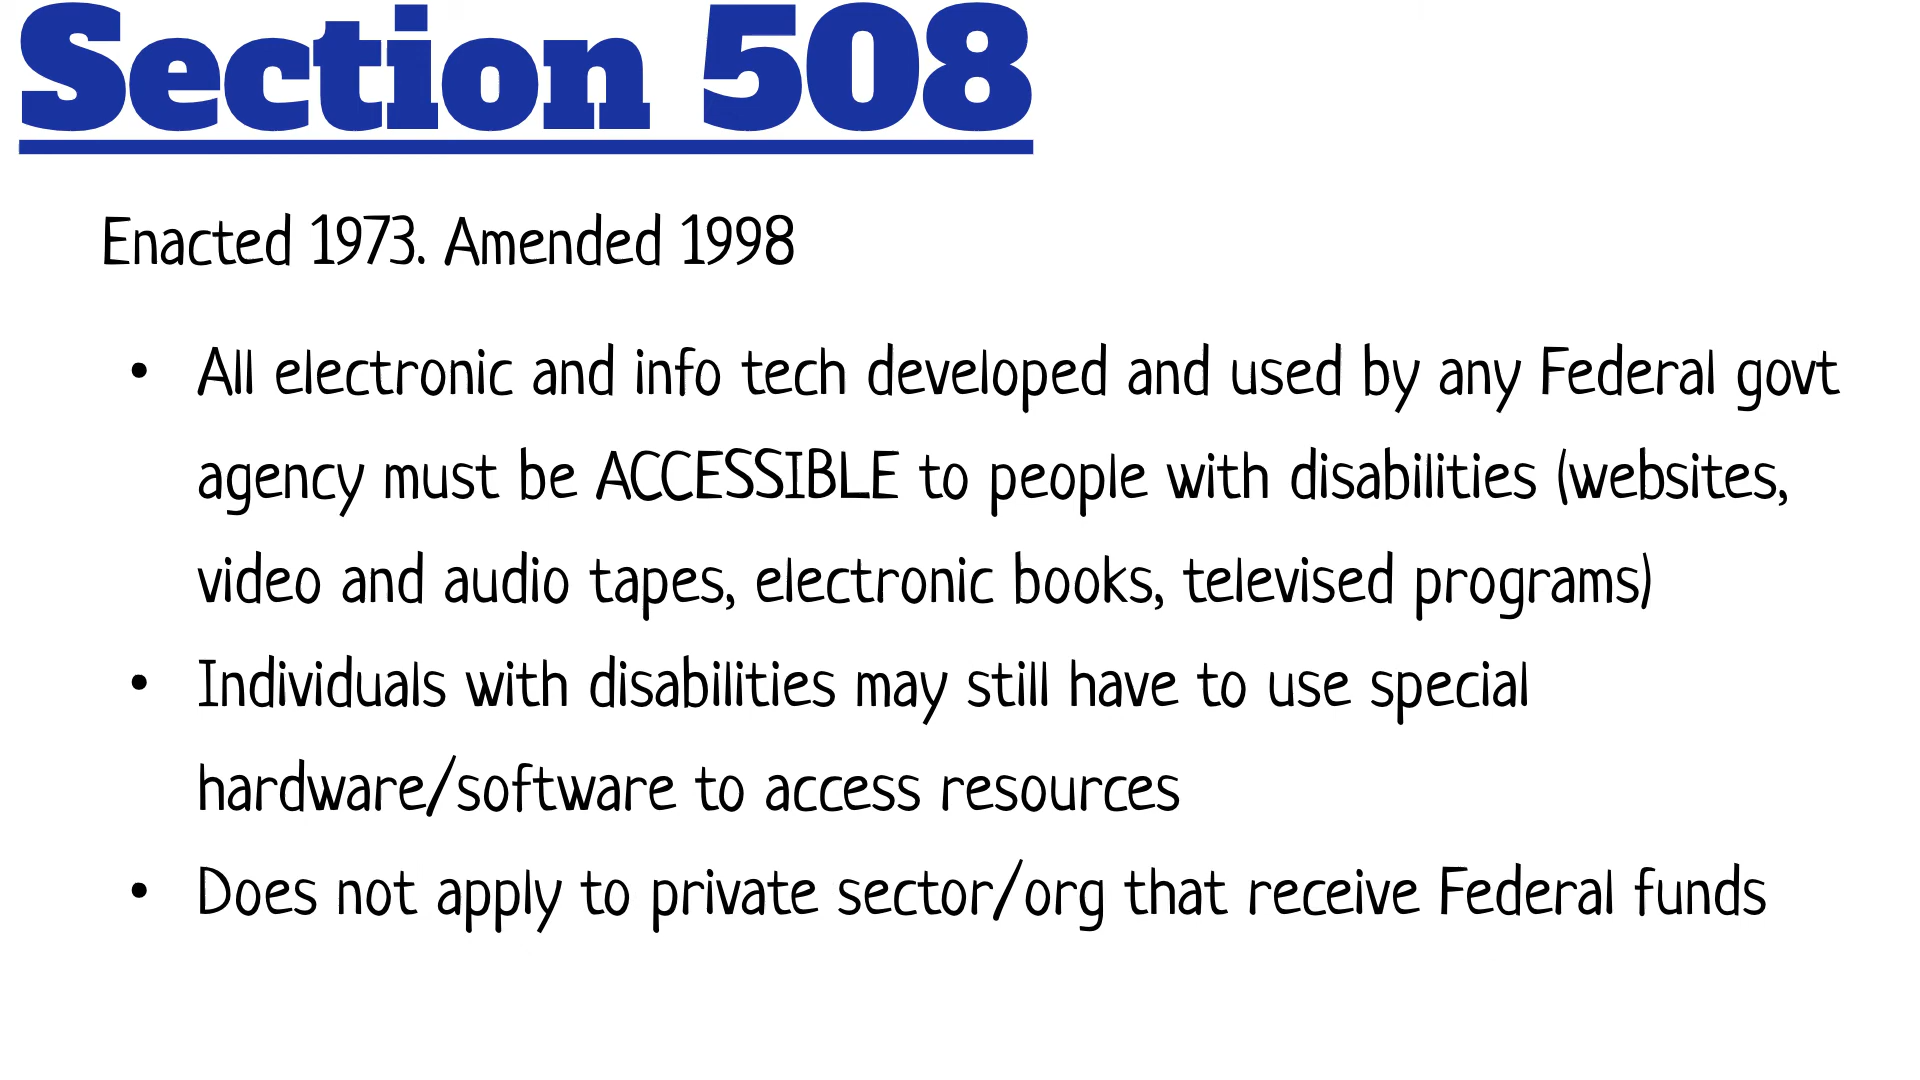 Section 508
Enacted 1973. Amended 1998
• All electronic and info tech developed and used by any Federal govt
agency must be ACCESSIBLE to people with disabilities (websites,
video and audio tapes, electronic books, televised programs)
• Individuals with disabilities may still have to use special
hardware/software to access resources
• Does not apply to private sector/org that receive Federal funds